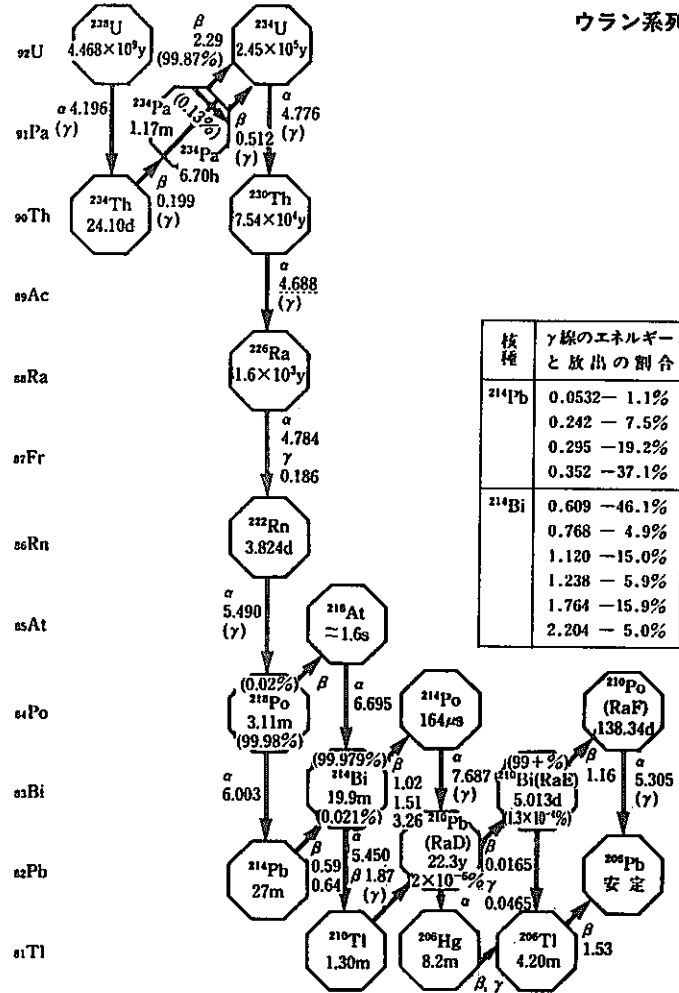 ウラン系列
₉₂U
²³⁸U
4.468×10⁹y
β
2.29
(99.87%)
²³⁴U
2.45×10⁵y
₉₁Pa
α 4.196
(γ)
²³⁴Pa
1.17m
(0.13%)
²³⁴Pa
6.70h
β
0.512
(γ)
α
4.776
(γ)
₉₀Th
²³⁴Th
24.10d
β
0.199
(γ)
²³⁰Th
7.54×10⁴y
₈₉Ac
α
4.688
(γ)
₈₈Ra
²²⁶Ra
1.6×10³y
₈₇Fr
α
4.784
γ
0.186
₈₆Rn
²²²Rn
3.824d
₈₅At
α
5.490
(γ)
²¹⁸At
≈1.6s
₈₄Po
(0.02%)
²¹⁸Po
3.11m
(99.98%)
β
α
6.695
²¹⁴Po
164μs
²¹⁰Po
(RaF)
138.34d
₈₃Bi
α
6.003
(99.979%)
²¹⁴Bi
19.9m
(0.021%)
β
1.02
1.51
3.26
α
7.687
(γ)
(99+%)
²¹⁰Bi(RaE)
5.013d
(1.3×10⁻⁴%)
β
1.16
α
5.305
(γ)
₈₂Pb
²¹⁴Pb
27m
β
0.59
0.64
α
5.450
β 1.87
(γ)
²¹⁰Pb
(RaD)
22.3y
2×10⁻⁶%
β
0.0165
γ
0.0465
α
²⁰⁶Pb
安定
₈₁Tl
²¹⁰Tl
1.30m
²⁰⁶Hg
8.2m
β, γ
²⁰⁶Tl
4.20m
β
1.53
核種 γ線のエネルギーと放出の割合
²¹⁴Pb 0.0532— 1.1%
0.242 — 7.5%
0.295 —19.2%
0.352 —37.1%
²¹⁴Bi 0.609 —46.1%
0.768 — 4.9%
1.120 —15.0%
1.238 — 5.9%
1.764 —15.9%
2.204 — 5.0%